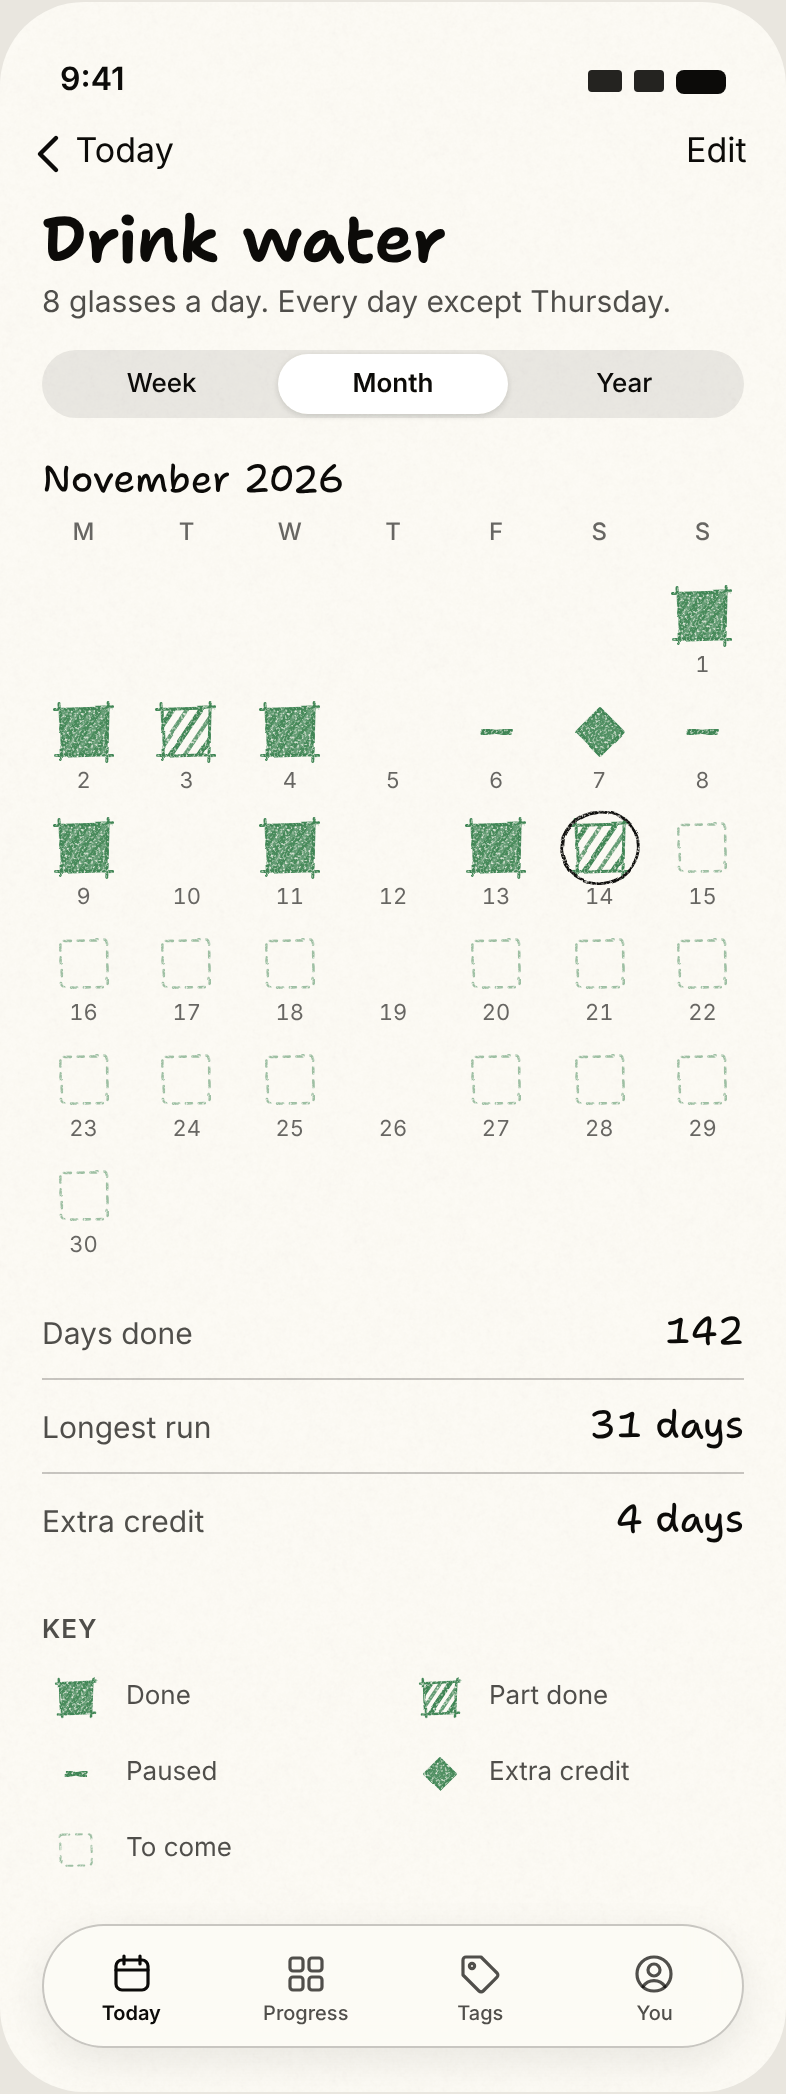 9:41
Today Edit
Drink water
8 glasses a day. Every day except Thursday.
Week Month Year
November 2026
M T W T F S S
1
2 3 4 5 6 7 8
9 10 11 12 13 14 15
16 17 18 19 20 21 22
23 24 25 26 27 28 29
30
Days done 142
Longest run 31 days
Extra credit 4 days
KEY
Done Part done
Paused Extra credit
To come
Today Progress Tags You